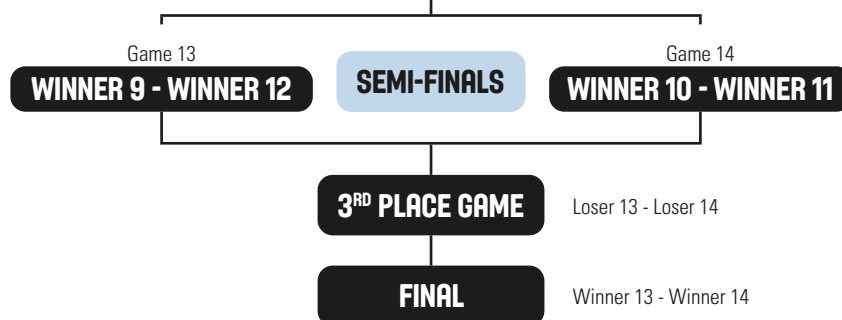 Game 13
Game 14
WINNER 9 - WINNER 12
SEMI-FINALS
WINNER 10 - WINNER 11
3RD PLACE GAME
Loser 13 - Loser 14
FINAL
Winner 13 - Winner 14